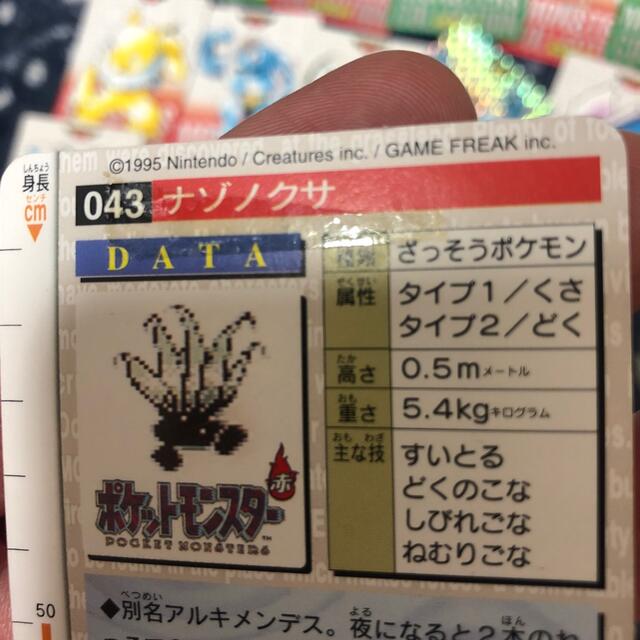 ©1995 Nintendo / Creatures inc. / GAME FREAK inc.
しんちょう
身長
センチ
cm
043 ナゾノクサ
DATA
ざっそうポケモン
属性 タイプ1／くさ
タイプ2／どく
たか
高さ 0.5mメートル
おも
重さ 5.4kgキログラム
おも わざ
主な技 すいとる
どくのこな
しびれごな
ねむりごな
赤
ポケットモンスター
POCKET MONSTERS
50
べつめい よる ほん
◆別名アルキメンデス。夜になると2本の